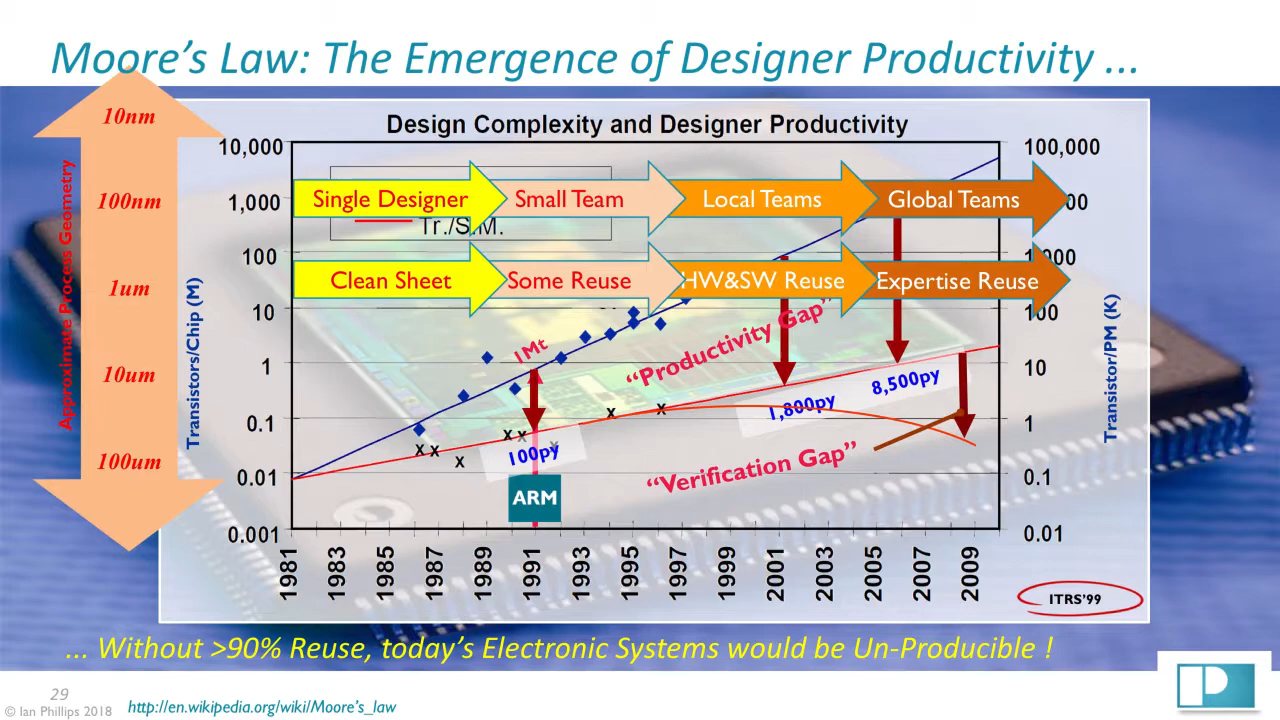 Moore's Law: The Emergence of Designer Productivity ...
Design Complexity and Designer Productivity
Approximate Process Geometry
10nm
100nm
1um
10um
100um
Transistors/Chip (M)
10,000
1,000
100
10
1
0.1
0.01
0.001
Single Designer
Small Team
Local Teams
Global Teams
Tr./S.M.
Clean Sheet
Some Reuse
HW&SW Reuse
Expertise Reuse
1Mt
"Productivity Gap"
100py
1,800py
8,500py
"Verification Gap"
ARM
100,000
00
1,000
100
10
1
0.1
0.01
Transistor/PM (K)
1981
1983
1985
1987
1989
1991
1993
1995
1997
1999
2001
2003
2005
2007
2009
ITRS'99
... Without >90% Reuse, today's Electronic Systems would be Un-Producible !
29
© Ian Phillips 2018
http://en.wikipedia.org/wiki/Moore's_law